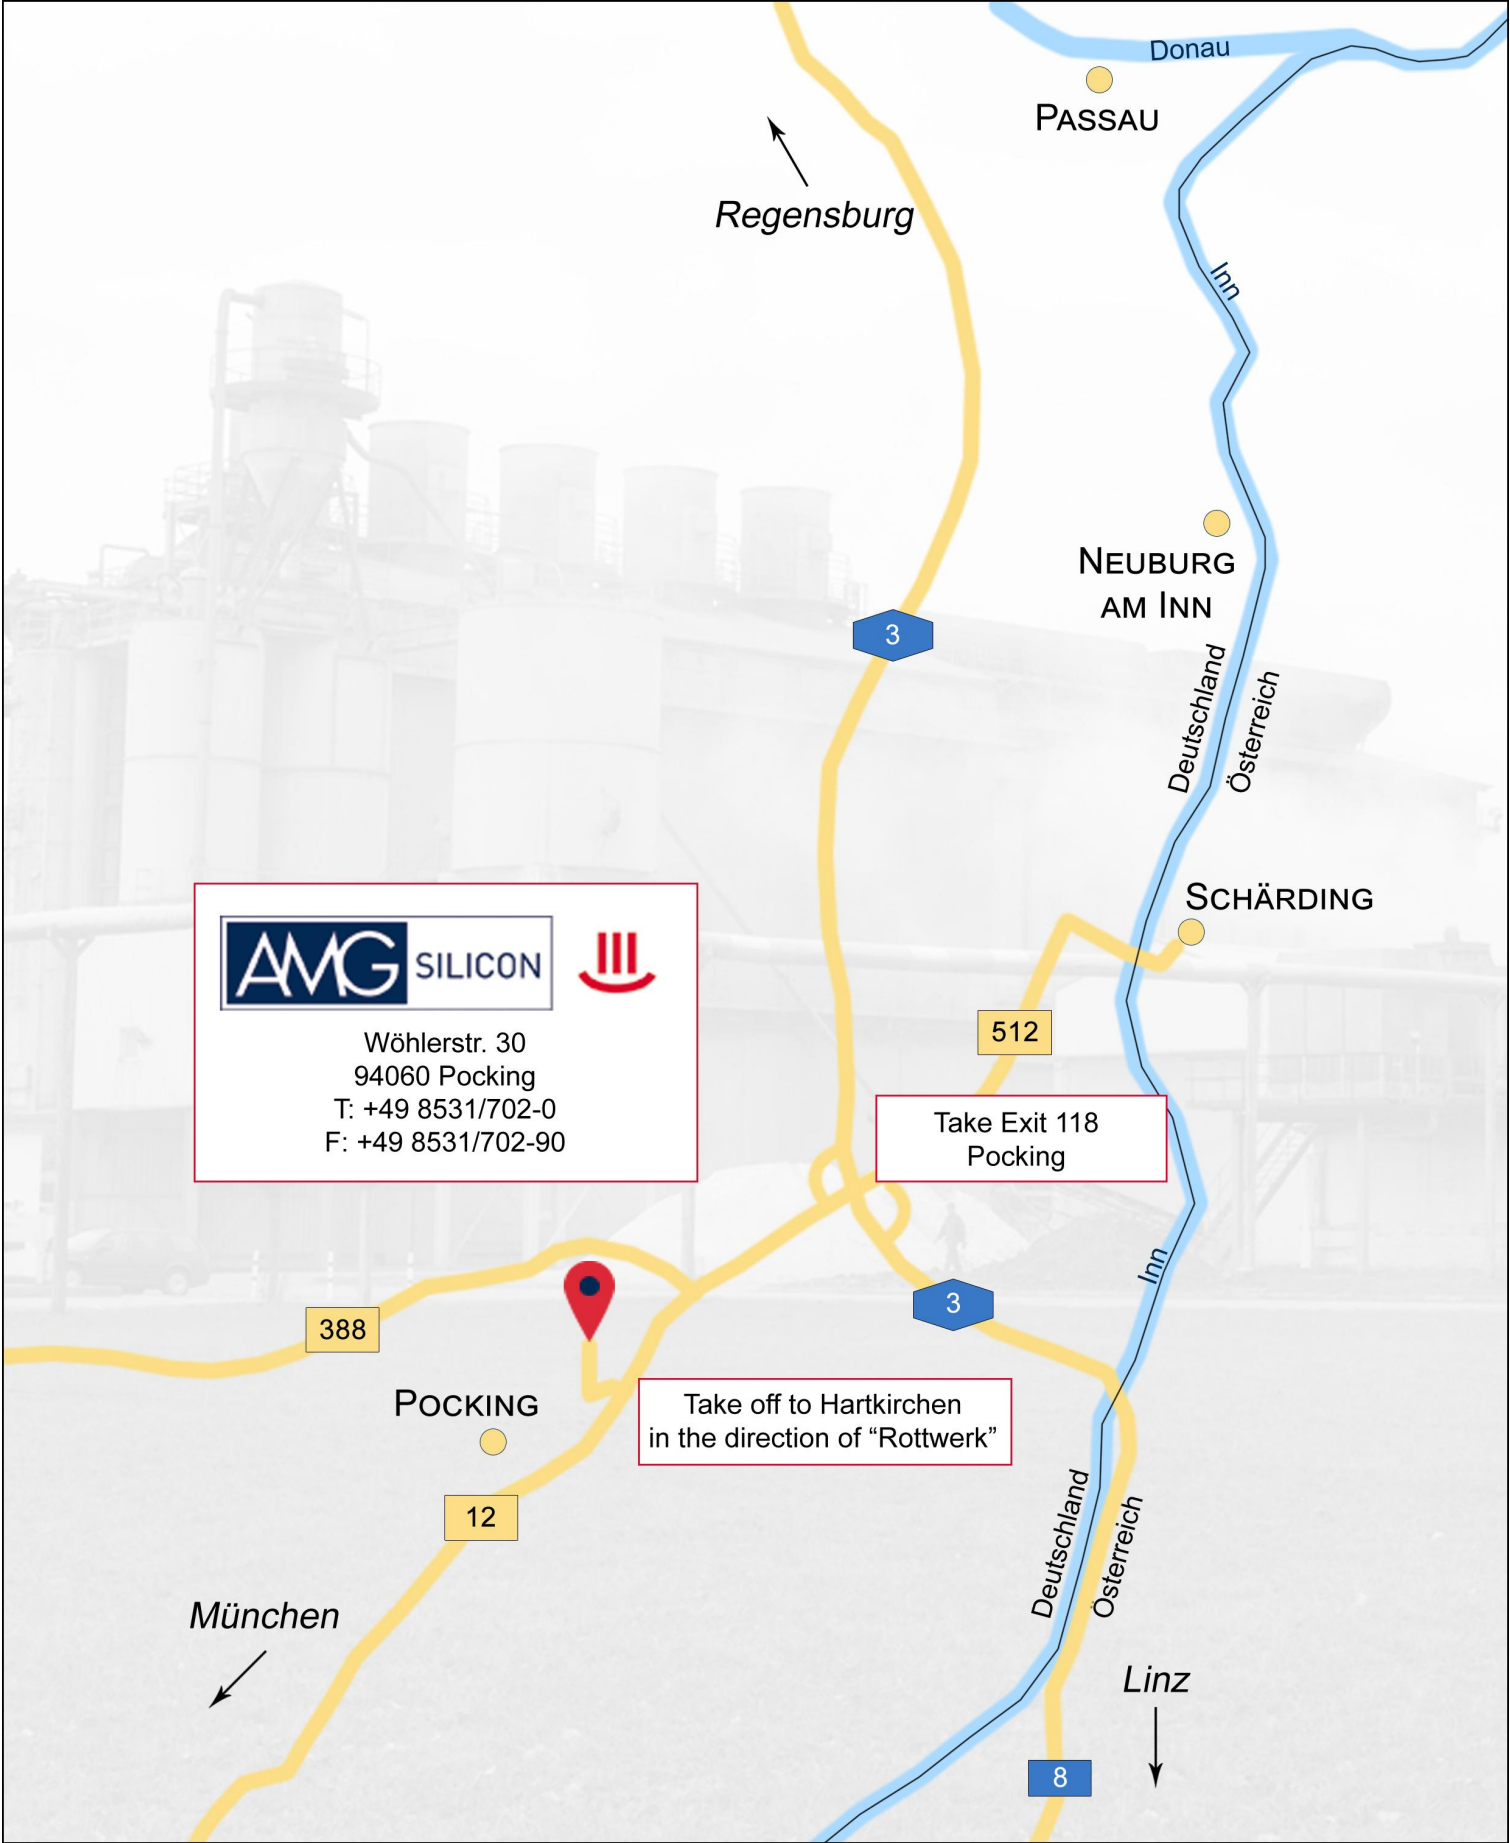 Donau
PASSAU
Regensburg
Inn
NEUBURG
AM INN
3
Deutschland
Österreich
SCHÄRDING
AMG SILICON
512
Wöhlerstr. 30
94060 Pocking
T: +49 8531/702-0
F: +49 8531/702-90
Take Exit 118
Pocking
Inn
3
388
POCKING
Take off to Hartkirchen
in the direction of “Rottwerk”
12
Deutschland
Österreich
München
Linz
8